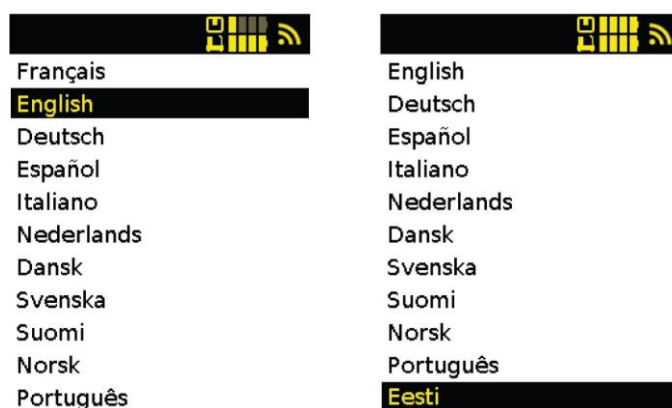 Français
English
Deutsch
Español
Italiano
Nederlands
Dansk
Svenska
Suomi
Norsk
Português
English
Deutsch
Español
Italiano
Nederlands
Dansk
Svenska
Suomi
Norsk
Português
Eesti